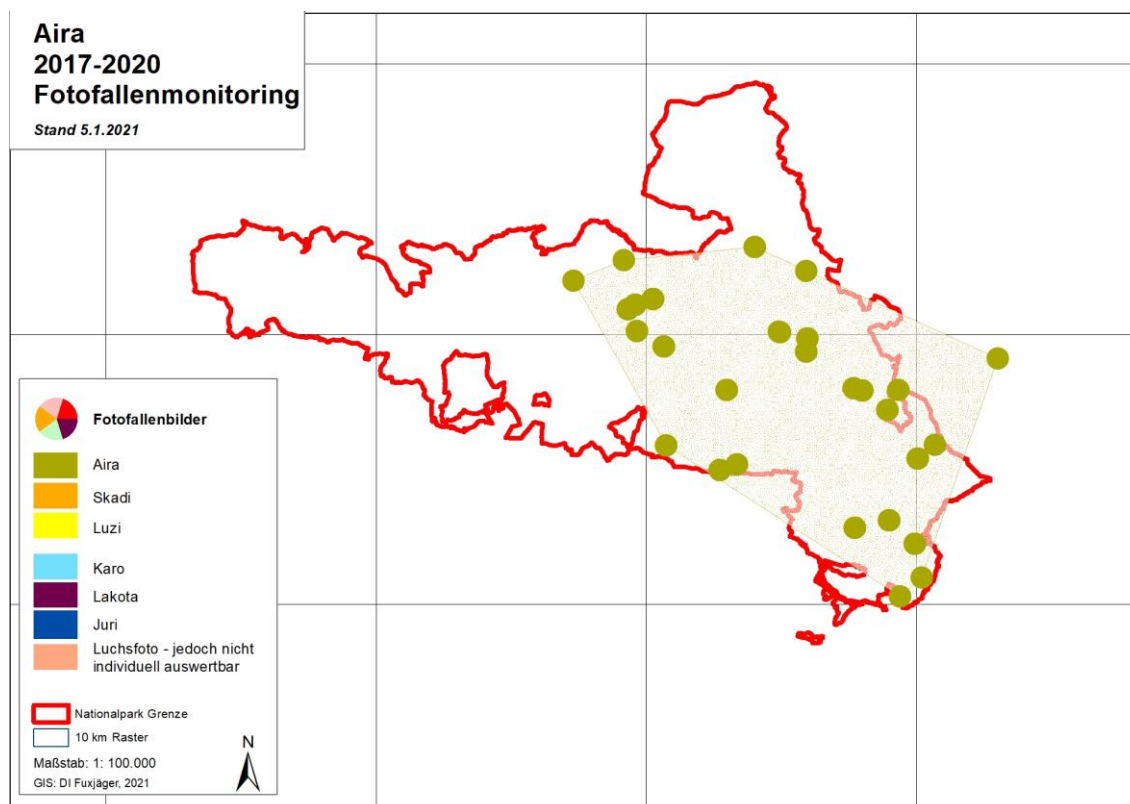 Aira
2017-2020
Fotofallenmonitoring
Stand 5.1.2021
Fotofallenbilder
Aira
Skadi
Luzi
Karo
Lakota
Juri
Luchsfoto - jedoch nicht
individuell auswertbar
Nationalpark Grenze
10 km Raster
Maßstab: 1: 100.000
N
GIS: DI Fuxjäger, 2021